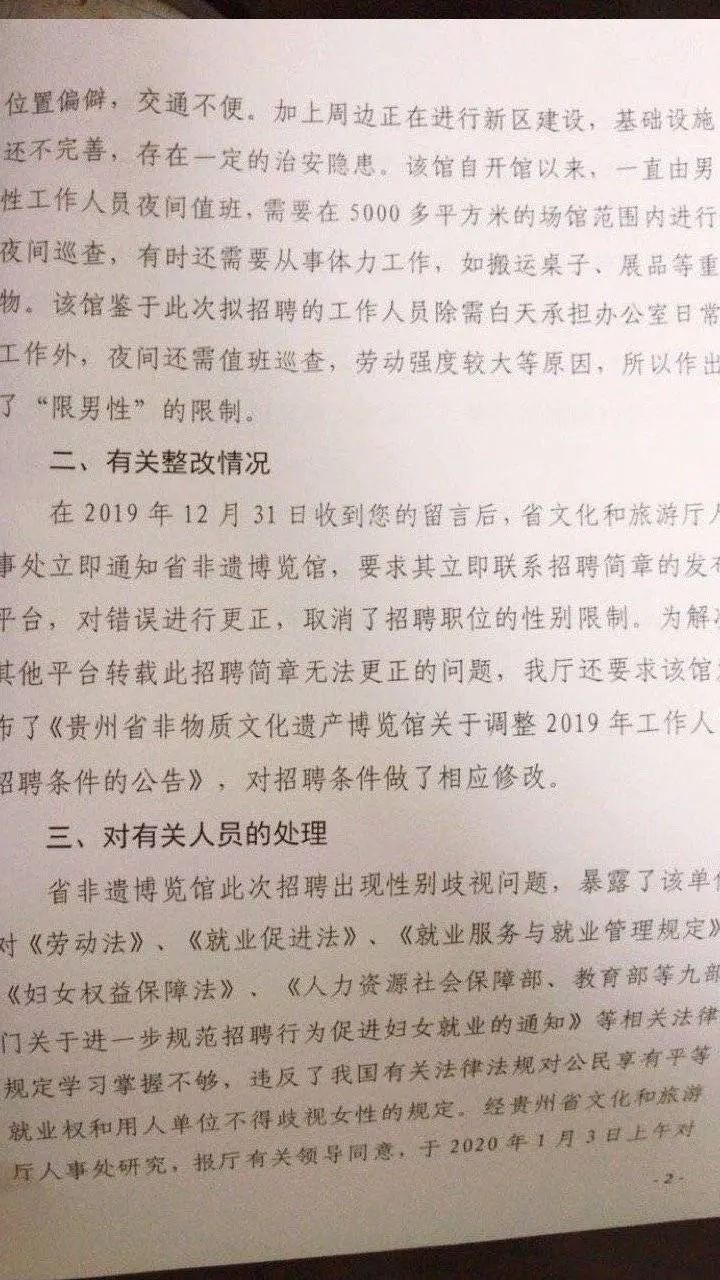 位置偏僻，交通不便。加上周边正在进行新区建设，基础设施
还不完善，存在一定的治安隐患。该馆自开馆以来，一直由男
性工作人员夜间值班，需要在 5000 多平方米的场馆范围内进行
夜间巡查，有时还需要从事体力工作，如搬运桌子、展品等重
物。该馆鉴于此次拟招聘的工作人员除需白天承担办公室日常
工作外，夜间还需值班巡查，劳动强度较大等原因，所以作出
了“限男性”的限制。
二、有关整改情况
在 2019 年 12 月 31 日收到您的留言后，省文化和旅游厅人
事处立即通知省非遗博览馆，要求其立即联系招聘简章的发布
平台，对错误进行更正，取消了招聘职位的性别限制。为解决
其他平台转载此招聘简章无法更正的问题，我厅还要求该馆
布了《贵州省非物质文化遗产博览馆关于调整 2019 年工作人
招聘条件的公告》，对招聘条件做了相应修改。
三、对有关人员的处理
省非遗博览馆此次招聘出现性别歧视问题，暴露了该单位
对《劳动法》、《就业促进法》、《就业服务与就业管理规定》
《妇女权益保障法》、《人力资源社会保障部、教育部等九部
门关于进一步规范招聘行为促进妇女就业的通知》等相关法律
规定学习掌握不够，违反了我国有关法律法规对公民享有平等
就业权和用人单位不得歧视女性的规定。经贵州省文化和旅游
厅人事处研究，报厅有关领导同意，于 2020 年 1 月 3 日上午对
- 2 -